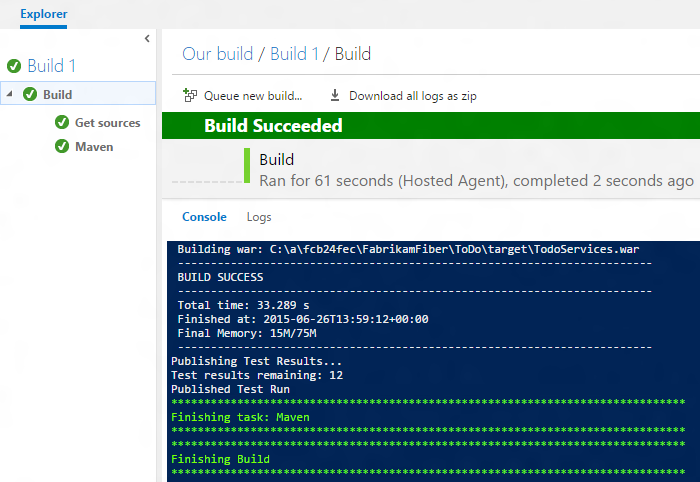 Explorer
Build 1
Build
Get sources
Maven
Our build / Build 1 / Build
Queue new build... Download all logs as zip
Build Succeeded
Build
Ran for 61 seconds (Hosted Agent), completed 2 seconds ago
Console Logs
Building war: C:\a\fcb24fec\FabrikamFiber\ToDo\target\TodoServices.war
------------------------------------------------------------------------
BUILD SUCCESS
------------------------------------------------------------------------
Total time: 33.289 s
Finished at: 2015-06-26T13:59:12+00:00
Final Memory: 15M/75M
------------------------------------------------------------------------
Publishing Test Results...
Test results remaining: 12
Published Test Run
******************************************************************************
Finishing task: Maven
******************************************************************************
******************************************************************************
Finishing Build
******************************************************************************